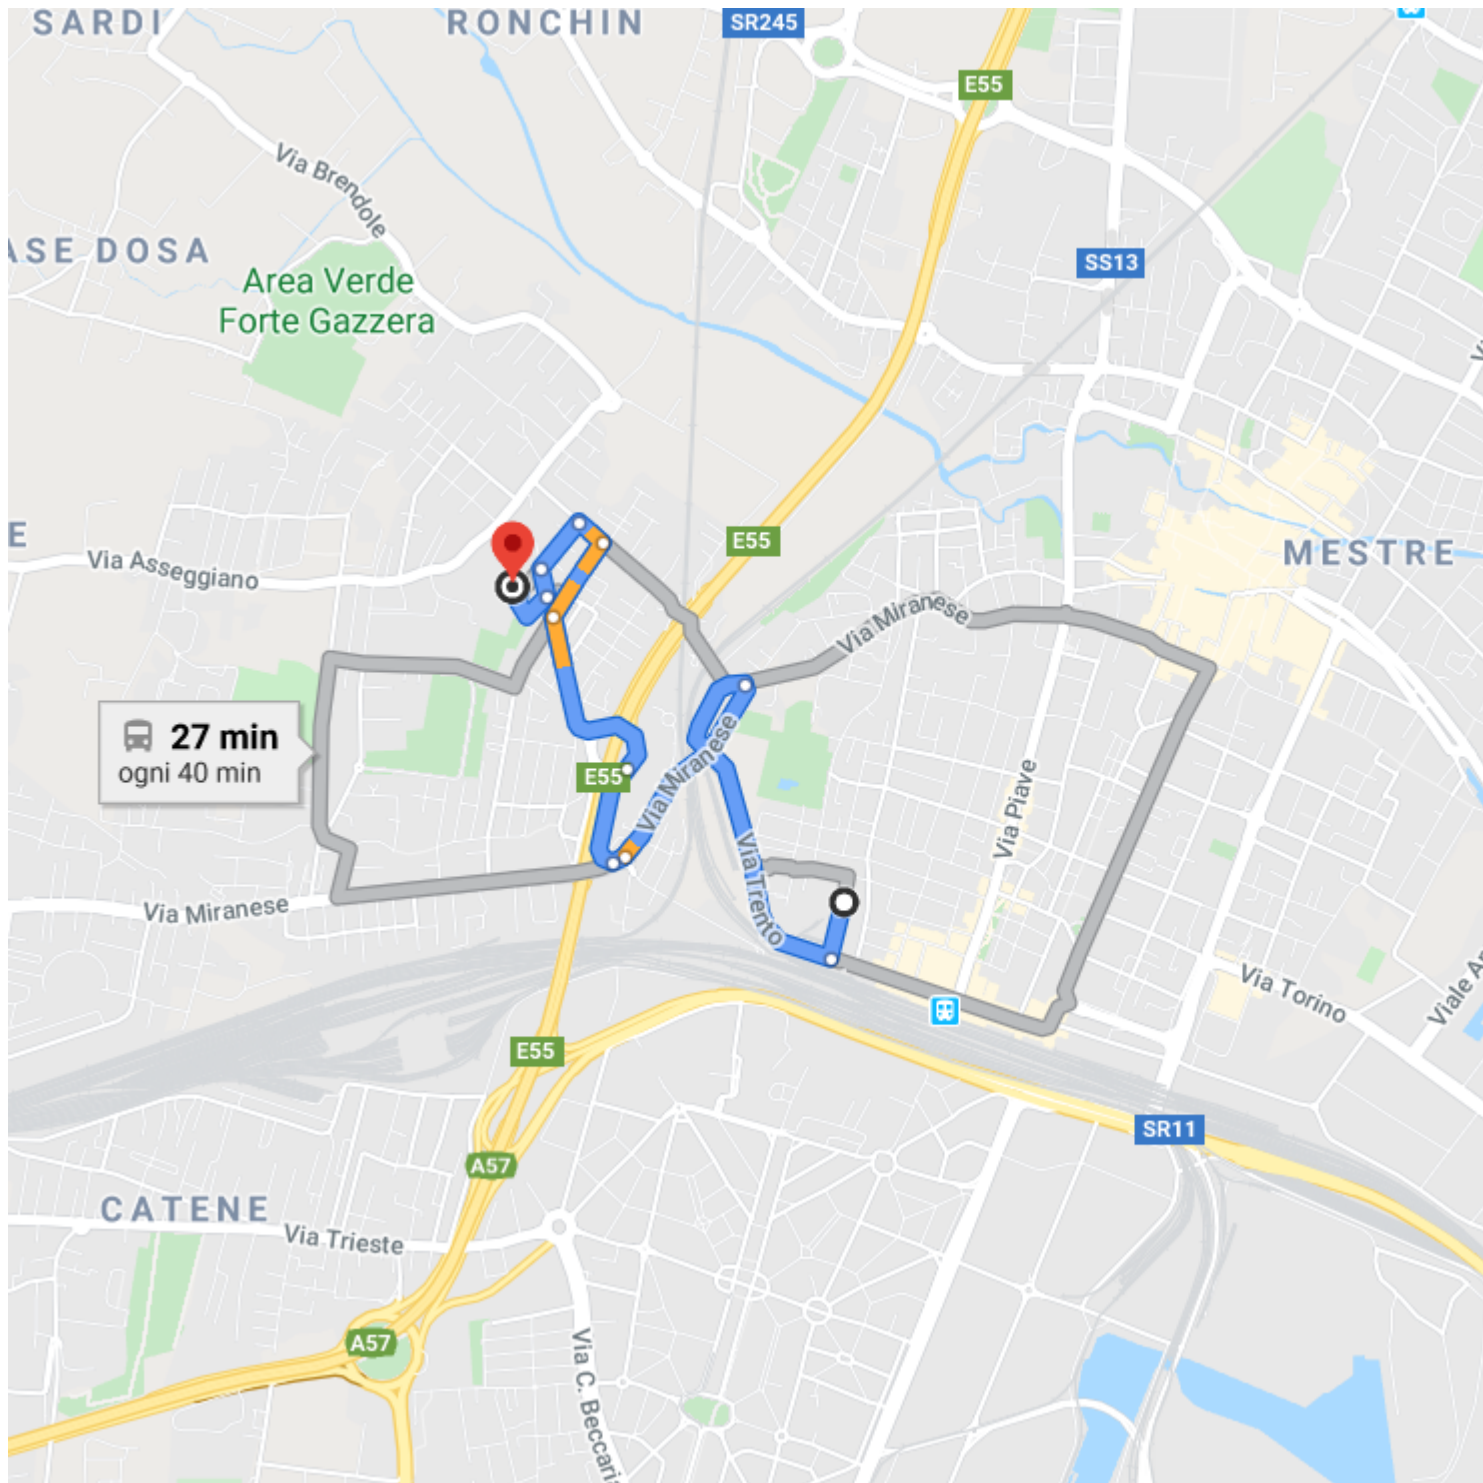 SARDI
RONCHIN
SR245
E55
Via Brendole
ASE DOSA
SS13
Area Verde
Forte Gazzera
E
E55
MESTRE
Via Asseggiano
Via Miranese
27 min
ogni 40 min
E55
Via Miranese
Via Piave
Via Trento
Via Miranese
Via Torino
E55
SR11
A57
CATENE
Via Trieste
A57
Via C. Beccari